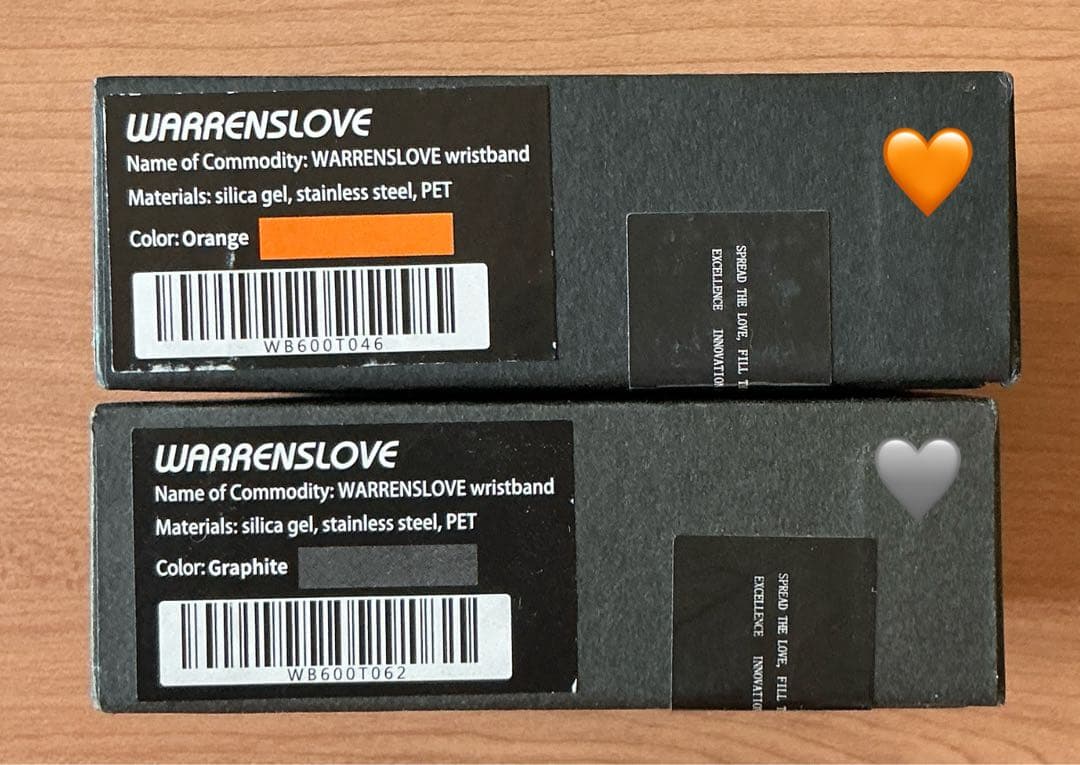 WARRENSLOVE
Name of Commodity: WARRENSLOVE wristband
Materials: silica gel, stainless steel, PET
Color: Orange
WB600T046
SPREAD THE LOVE, FILL
EXCELLENCE INNOVATION
WARRENSLOVE
Name of Commodity: WARRENSLOVE wristband
Materials: silica gel, stainless steel, PET
Color: Graphite
WB600T062
SPREAD THE LOVE, FILL
EXCELLENCE